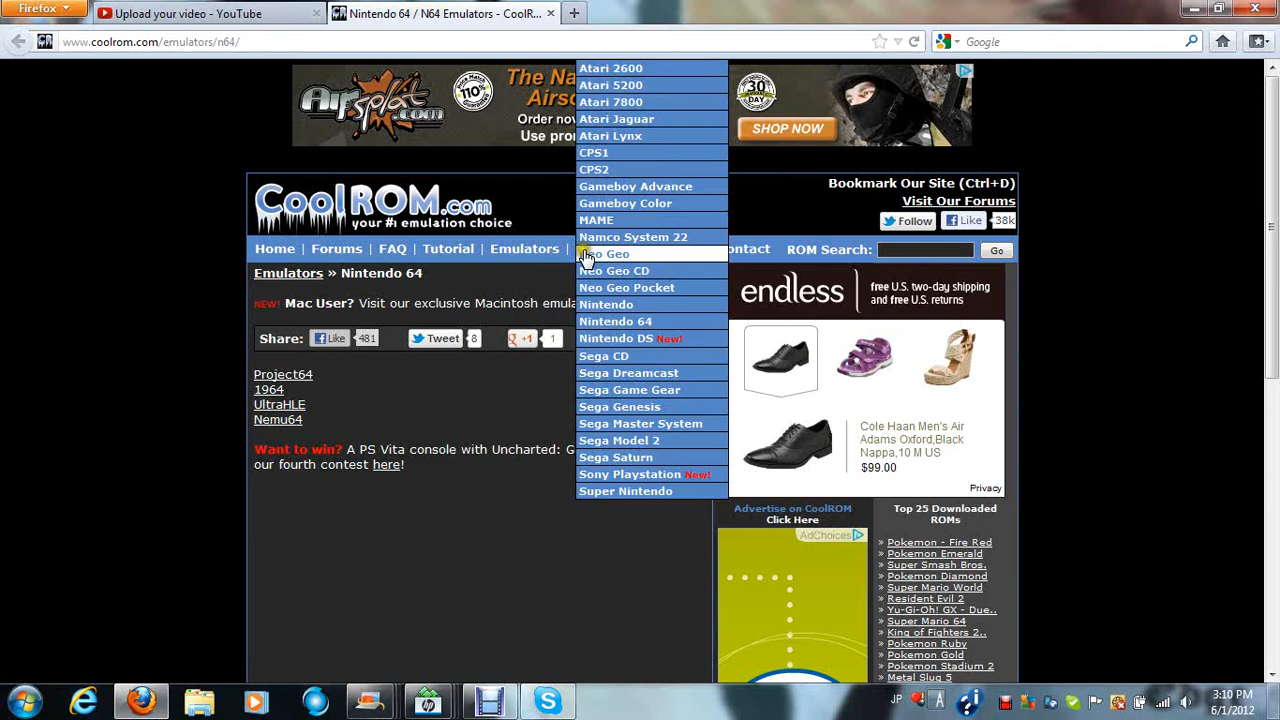 Firefox
Upload your video - YouTube
Nintendo 64 / N64 Emulators - CoolR...
www.coolrom.com/emulators/n64/
Google
Airsplat.com
110%
Order now
Use pro
30 DAY
SHOP NOW
Atari 2600
Atari 5200
Atari 7800
Atari Jaguar
Atari Lynx
CPS1
CPS2
Gameboy Advance
Gameboy Color
MAME
Namco System 22
eo Geo
Neo Geo CD
Neo Geo Pocket
Nintendo
Nintendo 64
Nintendo DS New!
Sega CD
Sega Dreamcast
Sega Game Gear
Sega Genesis
Sega Master System
Sega Model 2
Sega Saturn
Sony Playstation New!
Super Nintendo
CoolROM.com
your #1 emulation choice
Bookmark Our Site (Ctrl+D)
Visit Our Forums
Follow
Like
38k
Home | Forums | FAQ | Tutorial | Emulators |
ontact
ROM Search:
Go
Emulators » Nintendo 64
NEW! Mac User? Visit our exclusive Macintosh emula
Share:
Like
481
Tweet
8
+1
1
Project64
1964
UltraHLE
Nemu64
Want to win? A PS Vita console with Uncharted: G
our fourth contest here!
endless
free U.S. two-day shipping
and free U.S. returns
Cole Haan Men's Air
Adams Oxford,Black
Nappa,10 M US
$99.00
Privacy
Advertise on CoolROM
Click Here
AdChoices
Top 25 Downloaded
ROMs
» Pokemon - Fire Red
» Pokemon Emerald
» Super Smash Bros.
» Pokemon Diamond
» Super Mario World
» Resident Evil 2
» Yu-Gi-Oh! GX - Due..
» Super Mario 64
» King of Fighters 2..
» Pokemon Ruby
» Pokemon Gold
» Pokemon Stadium 2
» Metal Slug 5
JP
A
3:10 PM
6/1/2012